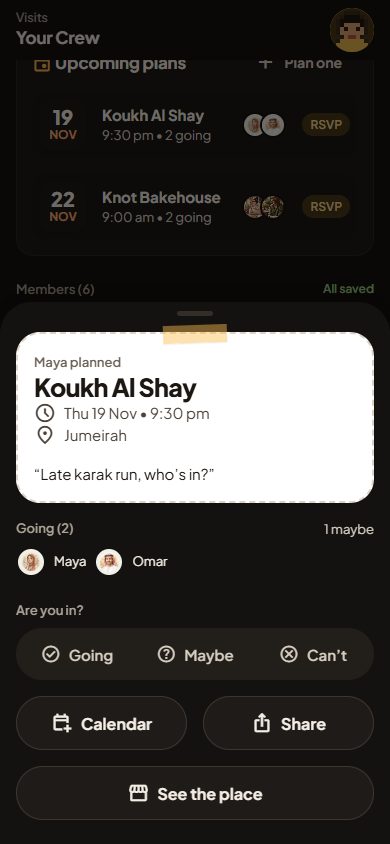 Visits
Your Crew
Upcoming plans
Plan one
19
NOV
Koukh Al Shay
9:30 pm • 2 going
RSVP
22
NOV
Knot Bakehouse
9:00 am • 2 going
RSVP
Members (6)
All saved
Maya planned
Koukh Al Shay
Thu 19 Nov • 9:30 pm
Jumeirah
“Late karak run, who’s in?”
Going (2)
1 maybe
Maya
Omar
Are you in?
Going
Maybe
Can’t
Calendar
Share
See the place